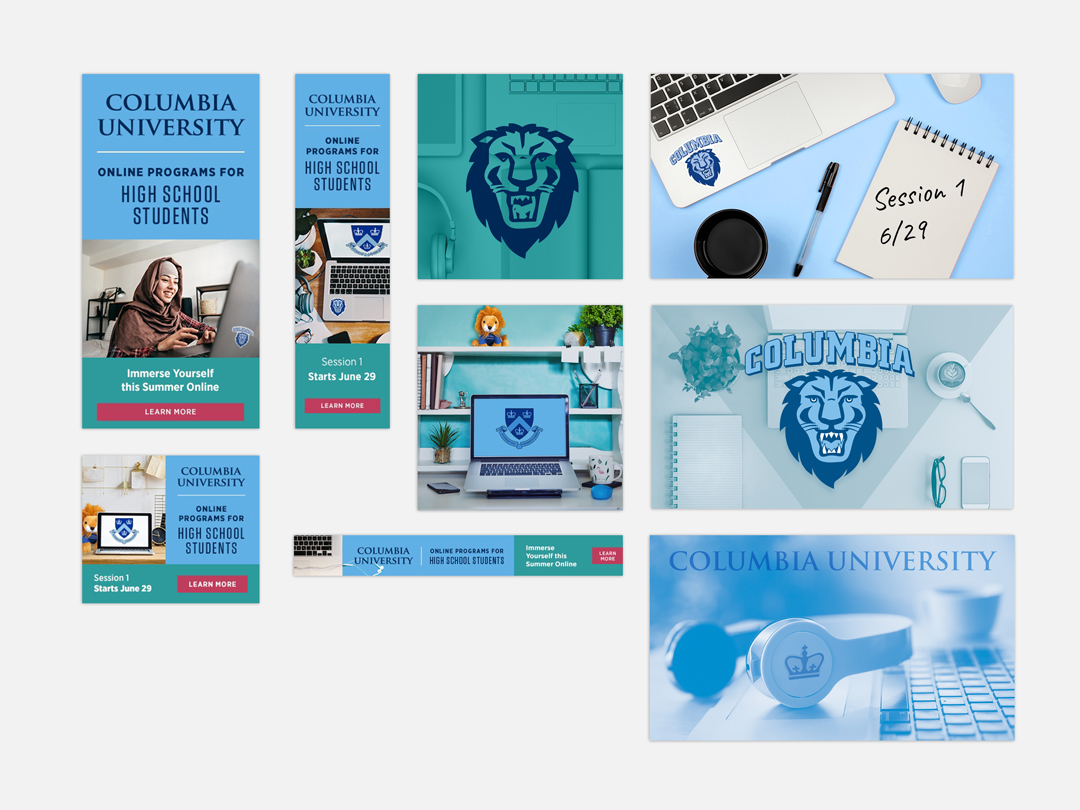 COLUMBIA
UNIVERSITY
ONLINE PROGRAMS FOR
HIGH SCHOOL
STUDENTS
Immerse Yourself
this Summer Online
LEARN MORE
COLUMBIA
UNIVERSITY
ONLINE
PROGRAMS FOR
HIGH SCHOOL
STUDENTS
Session 1
Starts June 29
LEARN MORE
COLUMBIA
Session 1
6/29
COLUMBIA
COLUMBIA
UNIVERSITY
ONLINE
PROGRAMS FOR
HIGH SCHOOL
STUDENTS
Session 1
Starts June 29
LEARN MORE
COLUMBIA
UNIVERSITY
ONLINE PROGRAMS FOR
HIGH SCHOOL STUDENTS
Immerse
Yourself this
Summer Online
LEARN
MORE
COLUMBIA UNIVERSITY